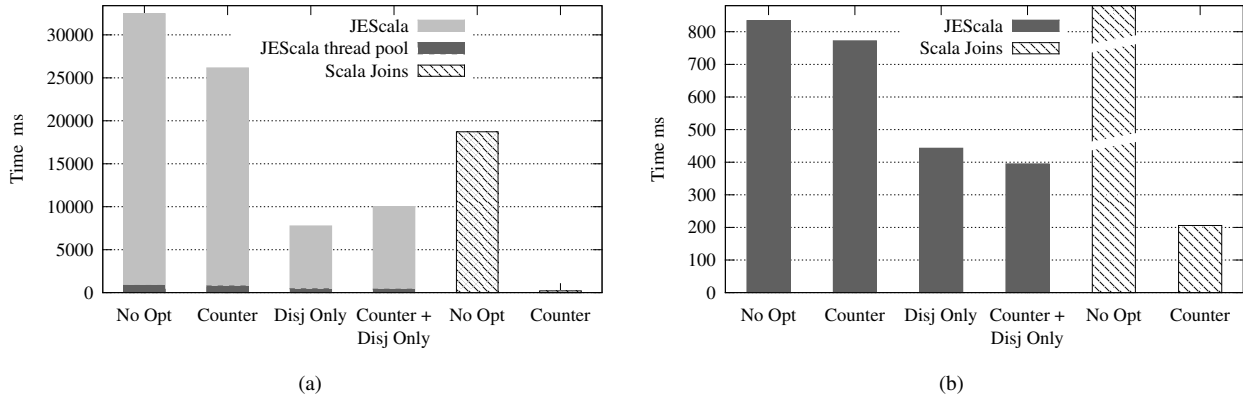 Time ms
30000
25000
20000
15000
10000
5000
0
JEScala
JEScala thread pool
Scala Joins
No Opt Counter Disj Only Counter + No Opt Counter
Disj Only
(a)
Time ms
800
700
600
500
400
300
200
100
0
JEScala
Scala Joins
No Opt Counter Disj Only Counter + No Opt Counter
Disj Only
(b)